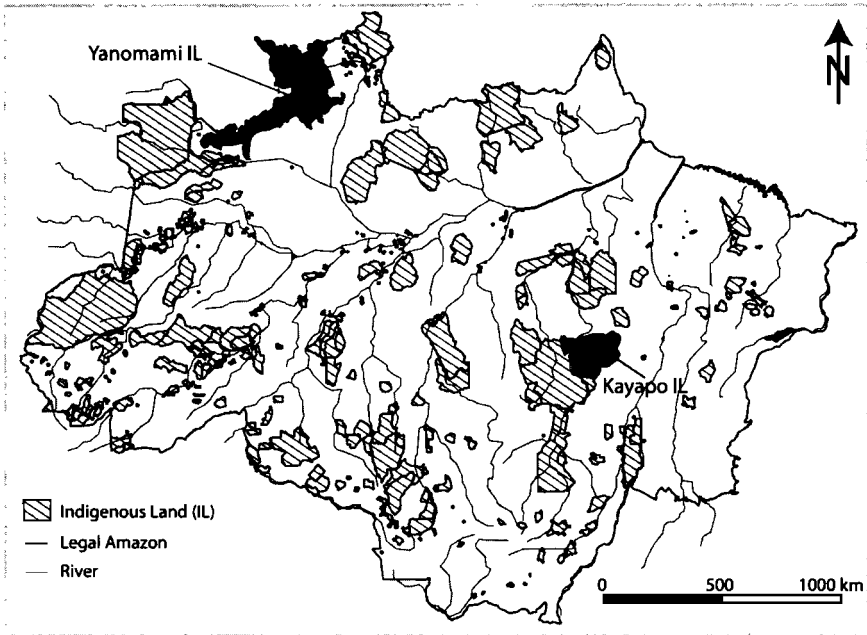 Yanomami IL
N
Kayapo IL
Indigenous Land (IL)
Legal Amazon
River
0 500 1000 km